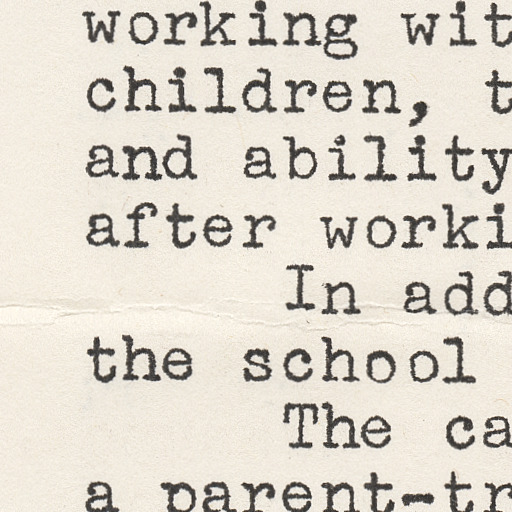 working wit
children, t
and ability
after worki
In add
the school
The ca
a parent-tr